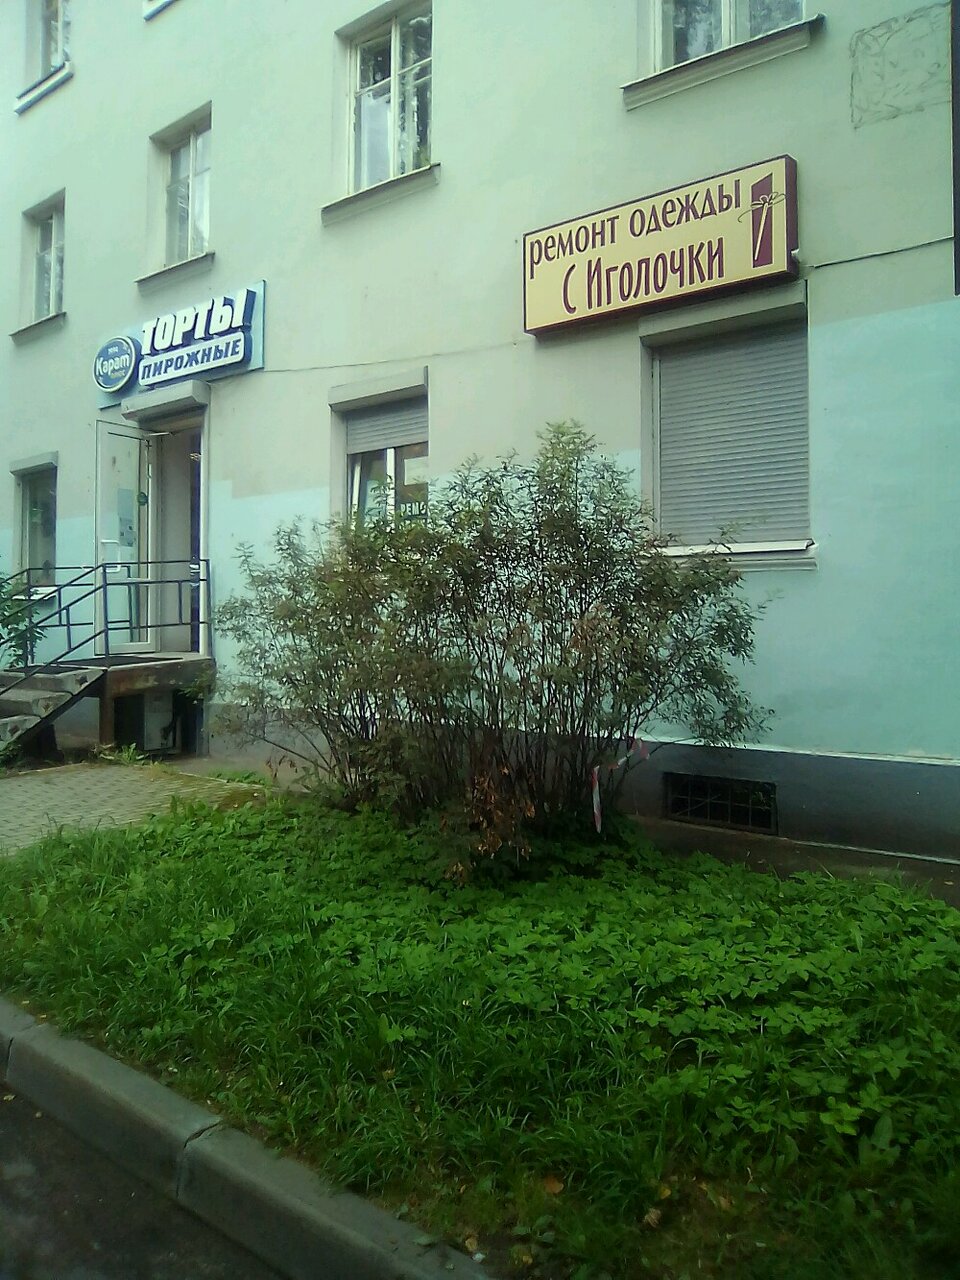 ремонт одежды
С Иголочки
ТОРТЫ
Карат
ПИРОЖНЫЕ